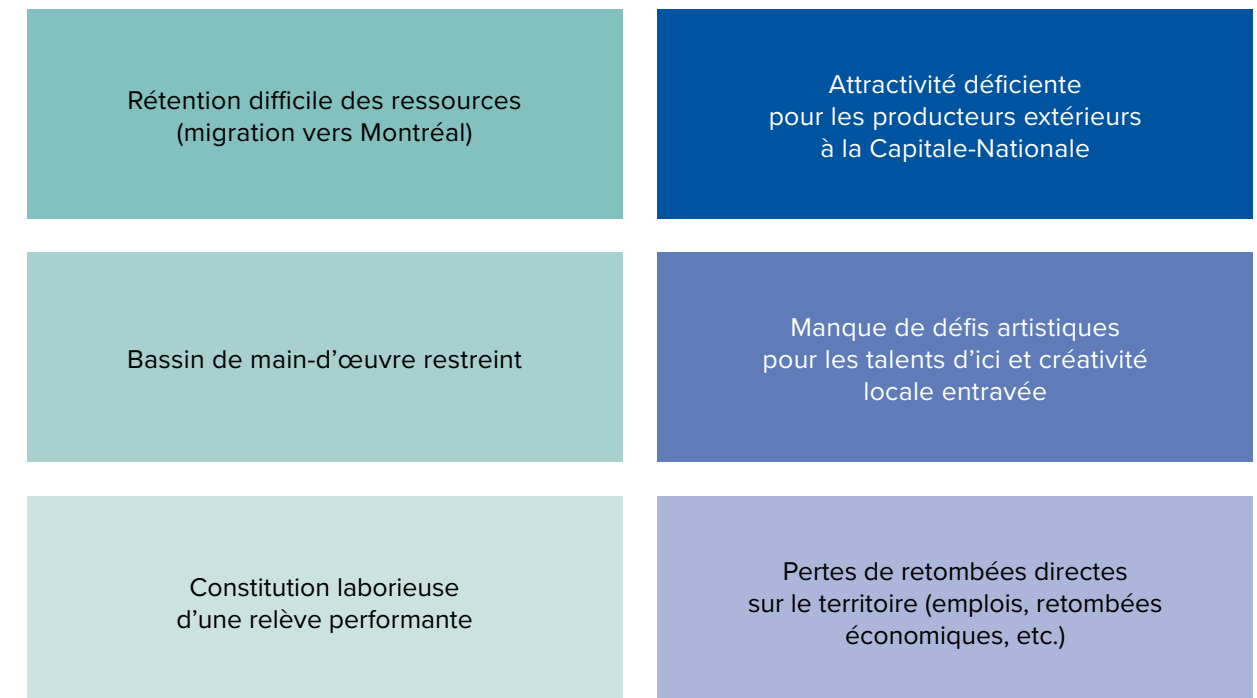 Rétention difficile des ressources
(migration vers Montréal)
Attractivité déficiente
pour les producteurs extérieurs
à la Capitale-Nationale
Bassin de main-d’œuvre restreint
Manque de défis artistiques
pour les talents d’ici et créativité
locale entravée
Constitution laborieuse
d’une relève performante
Pertes de retombées directes
sur le territoire (emplois, retombées
économiques, etc.)